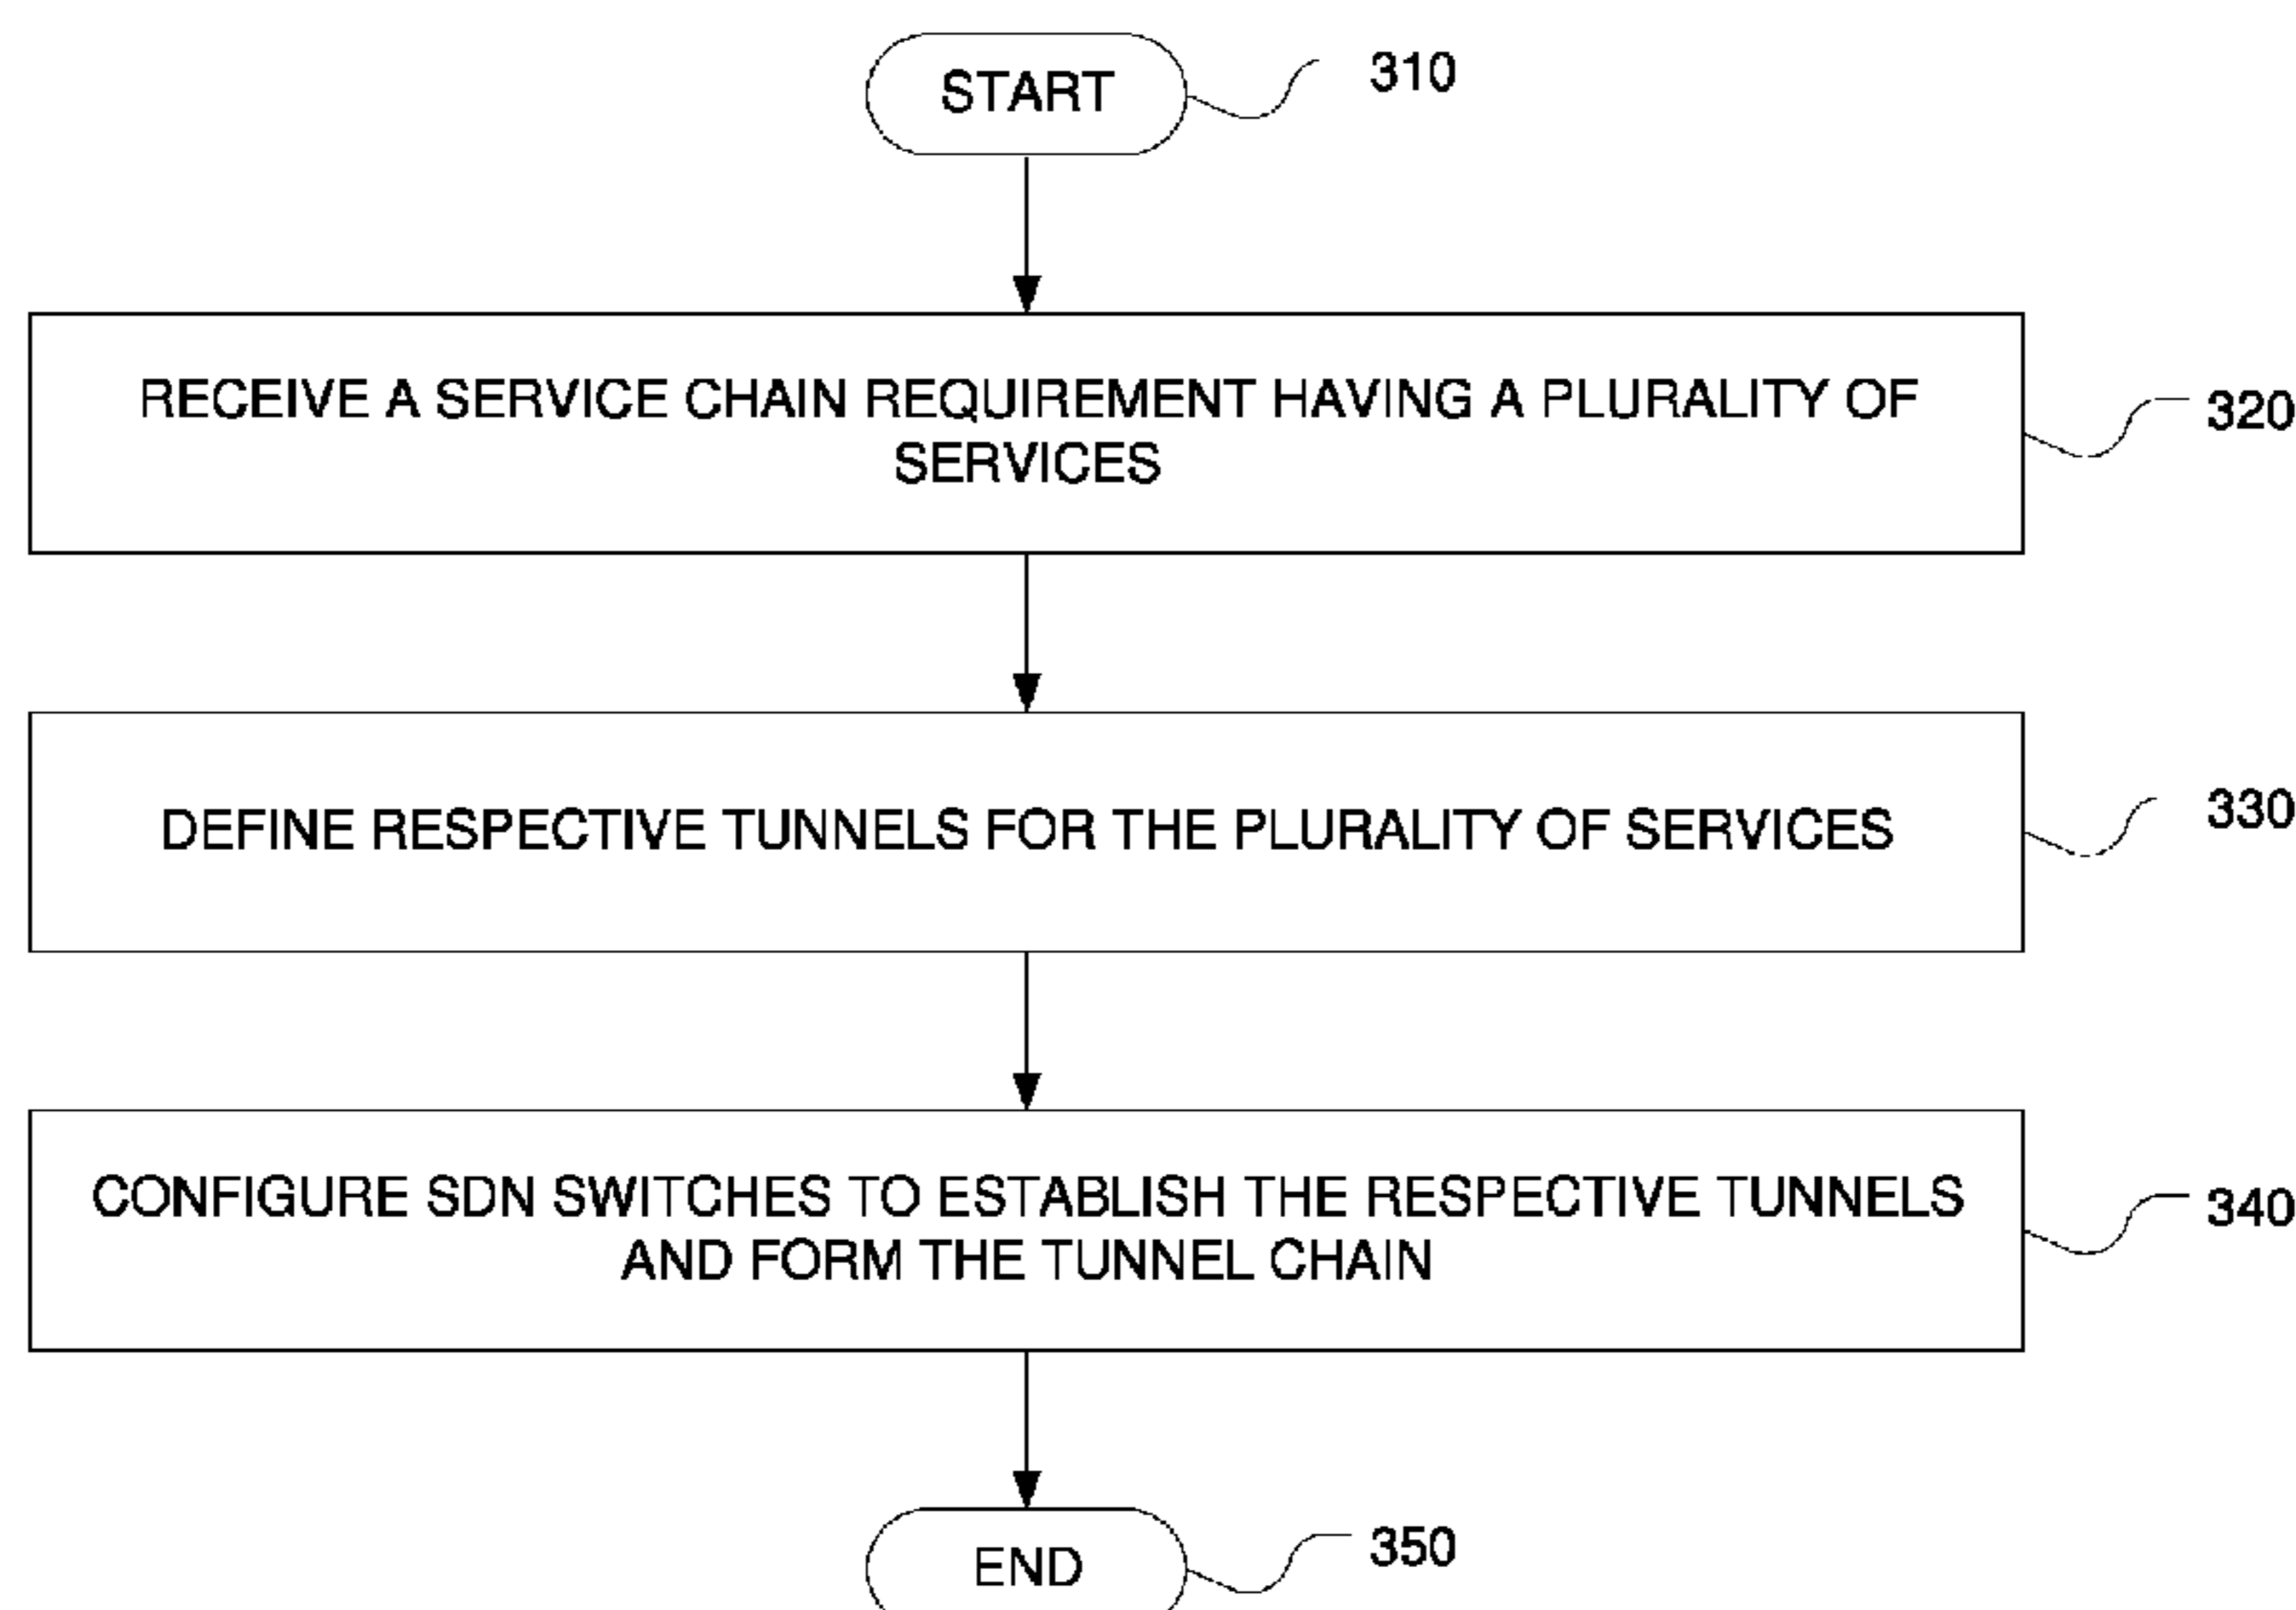 START
310
RECEIVE A SERVICE CHAIN REQUIREMENT HAVING A PLURALITY OF
SERVICES
320
DEFINE RESPECTIVE TUNNELS FOR THE PLURALITY OF SERVICES
330
CONFIGURE SDN SWITCHES TO ESTABLISH THE RESPECTIVE TUNNELS
AND FORM THE TUNNEL CHAIN
340
END
350